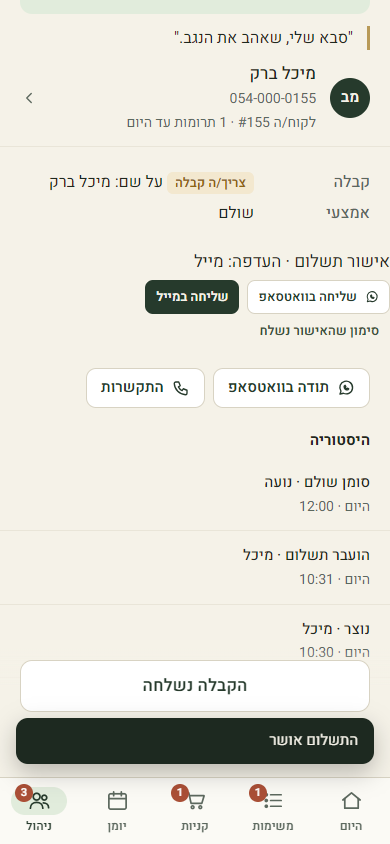 "סבא שלי, שאהב את הנגב."
מב
מיכל ברק
054-000-0155
לקוח/ה #155 · 1 תרומות עד היום
קבלה
צריך/ה קבלה על שם: מיכל ברק
אמצעי
שולם
אישור תשלום · העדפה: מייל
שליחה בוואטסאפ
שליחה במייל
סימון שהאישור נשלח
תודה בוואטסאפ
התקשרות
היסטוריה
סומן שולם · נועה
היום · 12:00
הועבר תשלום · מיכל
היום · 10:31
נוצר · מיכל
היום · 10:30
הקבלה נשלחה
התשלום אושר
היום
1
משימות
1
קניות
יומן
3
ניהול